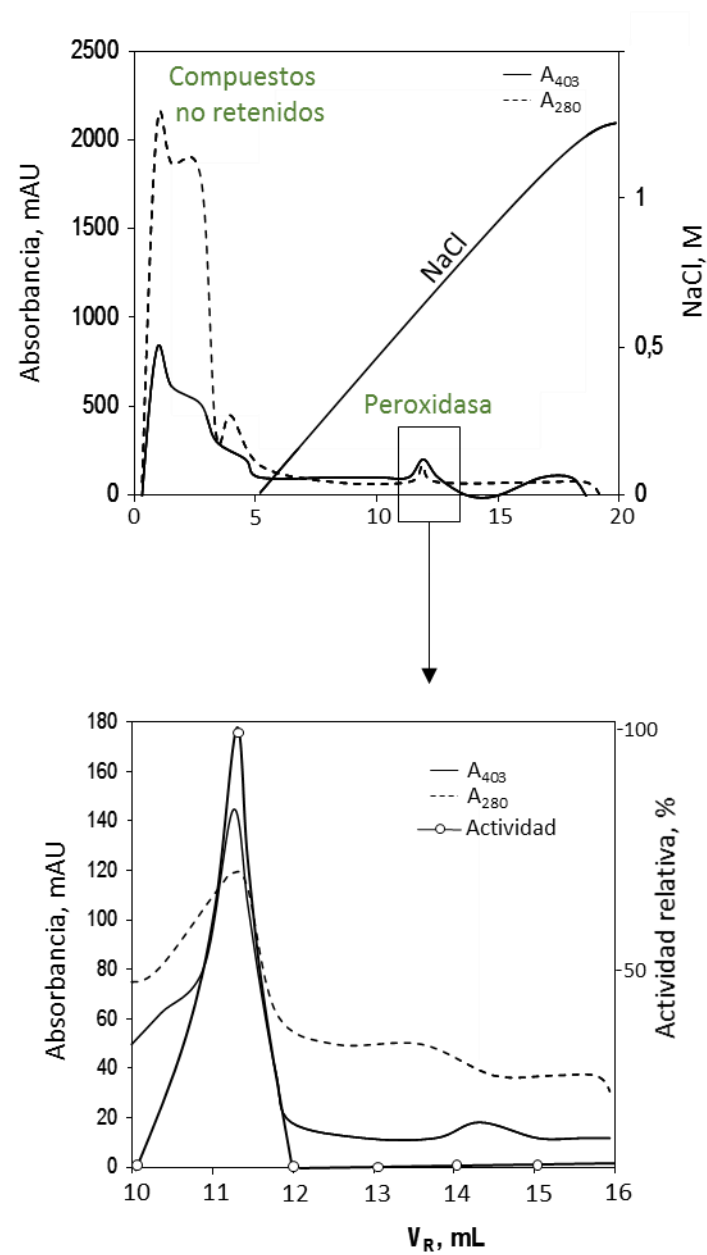 2500
2000
1500
1000
500
0
Absorbancia, mAU
Compuestos
no retenidos
A403
A280
NaCl
Peroxidasa
1
0,5
0
NaCl, M
0 5 10 15 20
180
160
140
120
100
80
60
40
20
0
Absorbancia, mAU
A403
A280
Actividad
100
50
Actividad relativa, %
10 11 12 13 14 15 16
VR, mL